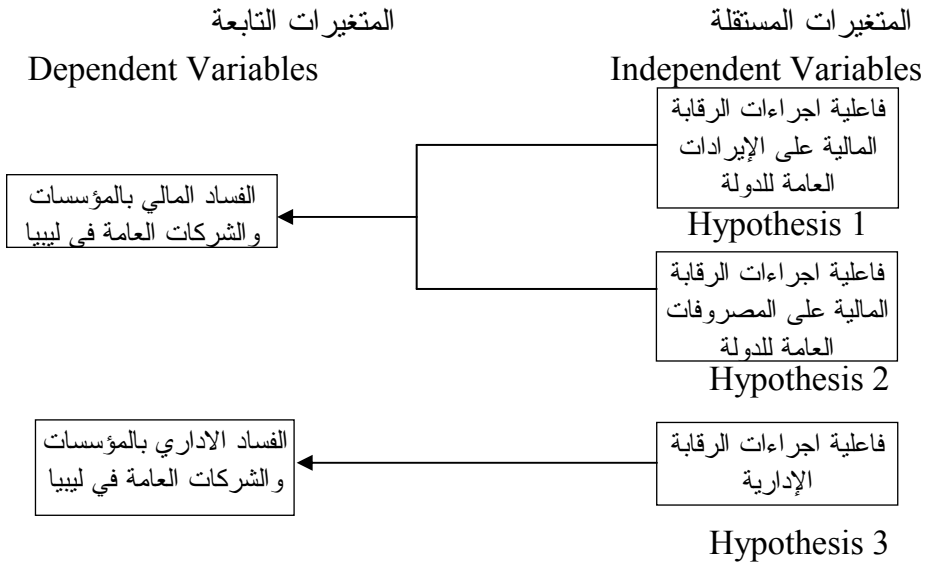 المتغيرات المستقلة
المتغيرات التابعة
Independent Variables
Dependent Variables
فاعلية اجراءات الرقابة
المالية على الإيرادات
العامة للدولة
Hypothesis 1
الفساد المالي بالمؤسسات
والشركات العامة في ليبيا
فاعلية اجراءات الرقابة
المالية على المصروفات
العامة للدولة
Hypothesis 2
فاعلية اجراءات الرقابة
الإدارية
Hypothesis 3
الفساد الاداري بالمؤسسات
والشركات العامة في ليبيا